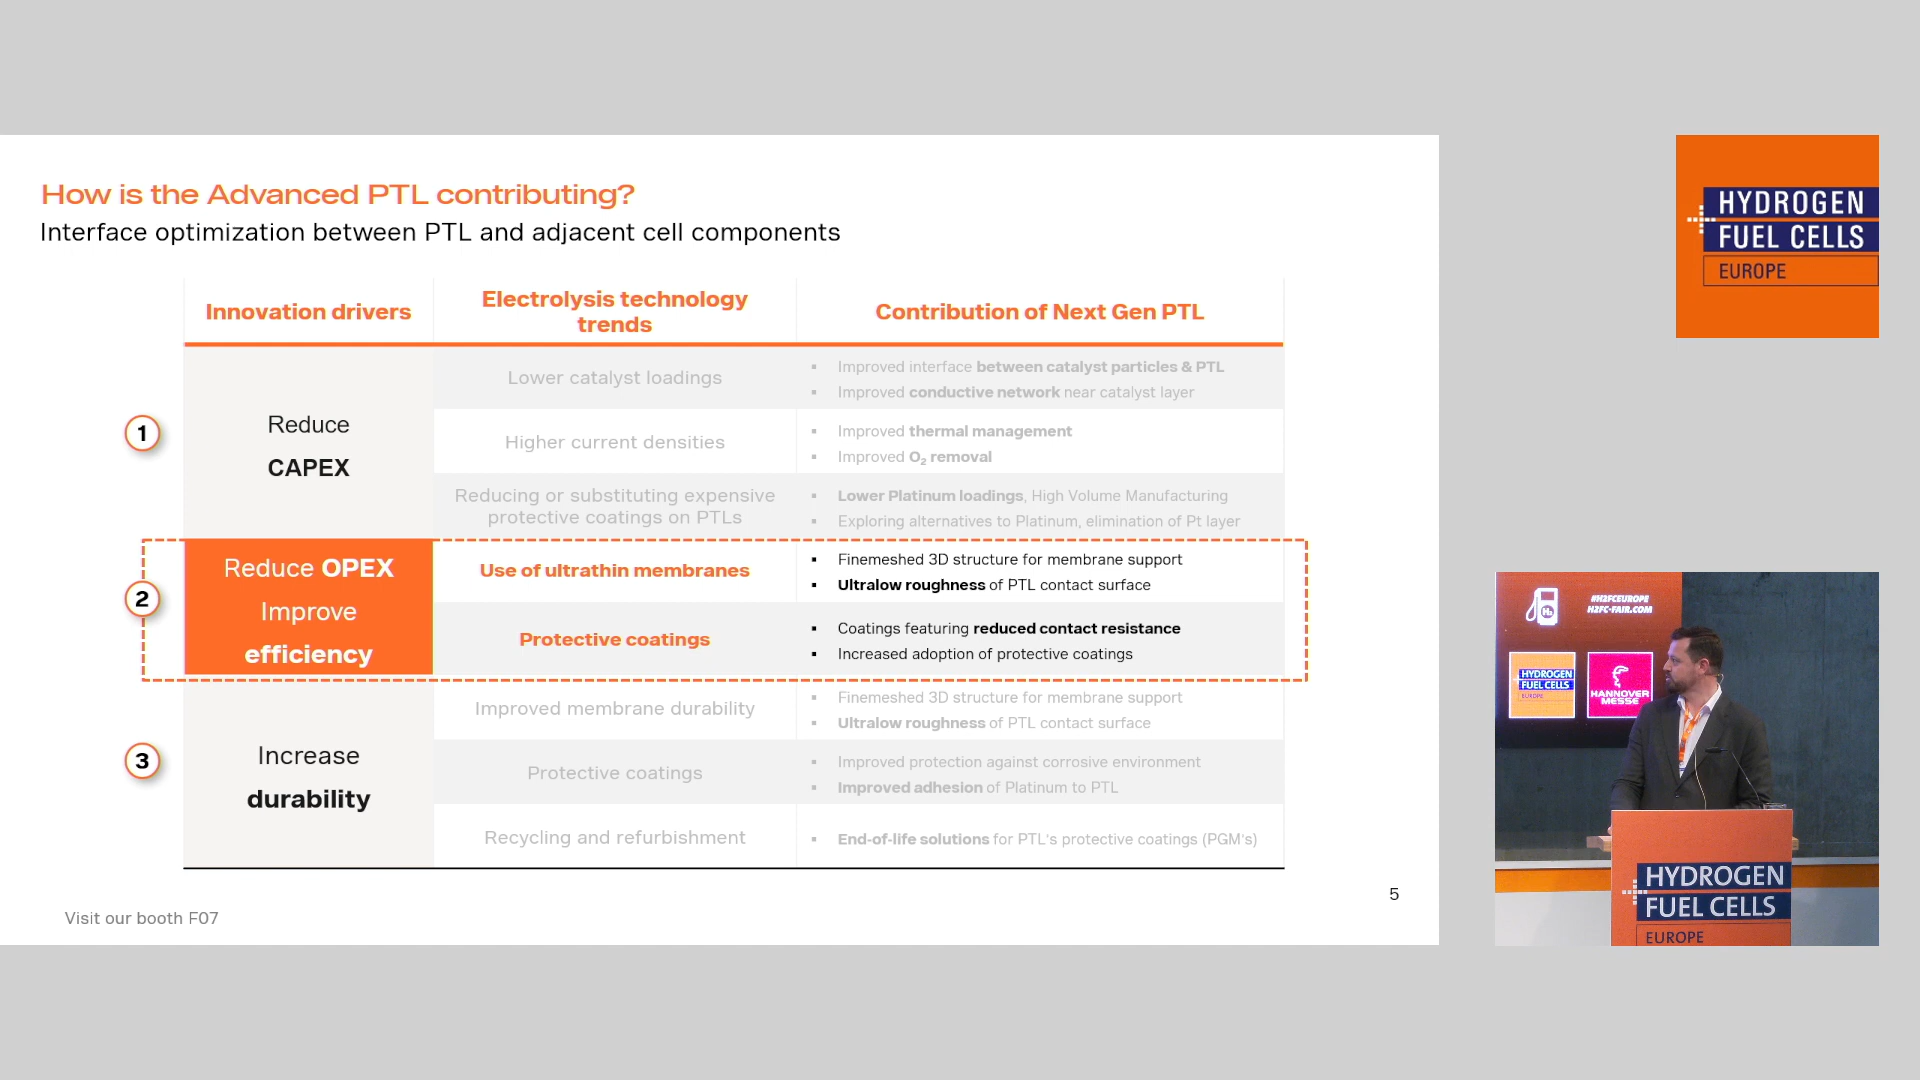 How is the Advanced PTL contributing?
Interface optimization between PTL and adjacent cell components
Innovation drivers
Electrolysis technology
trends
Contribution of Next Gen PTL
1
Reduce
CAPEX
Lower catalyst loadings
▪ Improved interface between catalyst particles & PTL
▪ Improved conductive network near catalyst layer
Higher current densities
▪ Improved thermal management
▪ Improved O₂ removal
Reducing or substituting expensive
protective coatings on PTLs
▪ Lower Platinum loadings, High Volume Manufacturing
▪ Exploring alternatives to Platinum, elimination of Pt layer
2
Reduce OPEX
Improve
efficiency
Use of ultrathin membranes
▪ Finemeshed 3D structure for membrane support
▪ Ultralow roughness of PTL contact surface
Protective coatings
▪ Coatings featuring reduced contact resistance
▪ Increased adoption of protective coatings
3
Increase
durability
Improved membrane durability
▪ Finemeshed 3D structure for membrane support
▪ Ultralow roughness of PTL contact surface
Protective coatings
▪ Improved protection against corrosive environment
▪ Improved adhesion of Platinum to PTL
Recycling and refurbishment
▪ End-of-life solutions for PTL's protective coatings (PGM's)
5
Visit our booth F07
HYDROGEN
FUEL CELLS
EUROPE
H₂
#H2FCEUROPE
H2FC-FAIR.COM
HYDROGEN
FUEL CELLS
EUROPE
HANNOVER
MESSE
HYDROGEN
FUEL CELLS
EUROPE